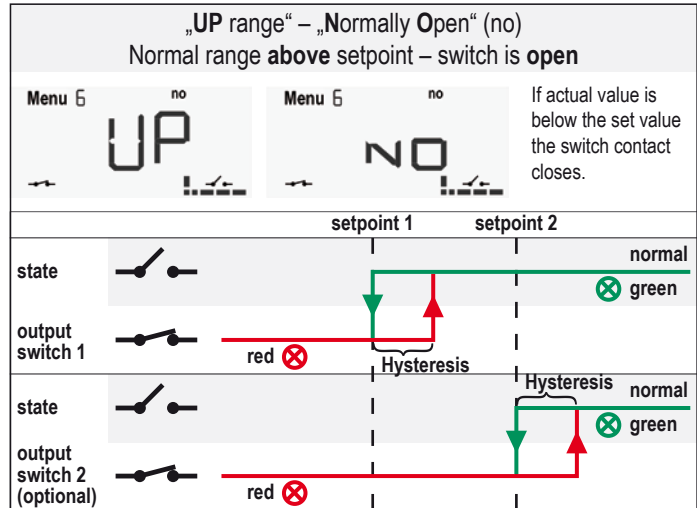 „UP range“ – „Normally Open“ (no)
Normal range above setpoint – switch is open
Menu 6 no
UP
Menu 6 no
NO
If actual value is
below the set value
the switch contact
closes.
setpoint 1 setpoint 2
state
normal
green
output
switch 1
red
Hysteresis
state
Hysteresis
normal
green
output
switch 2
(optional)
red